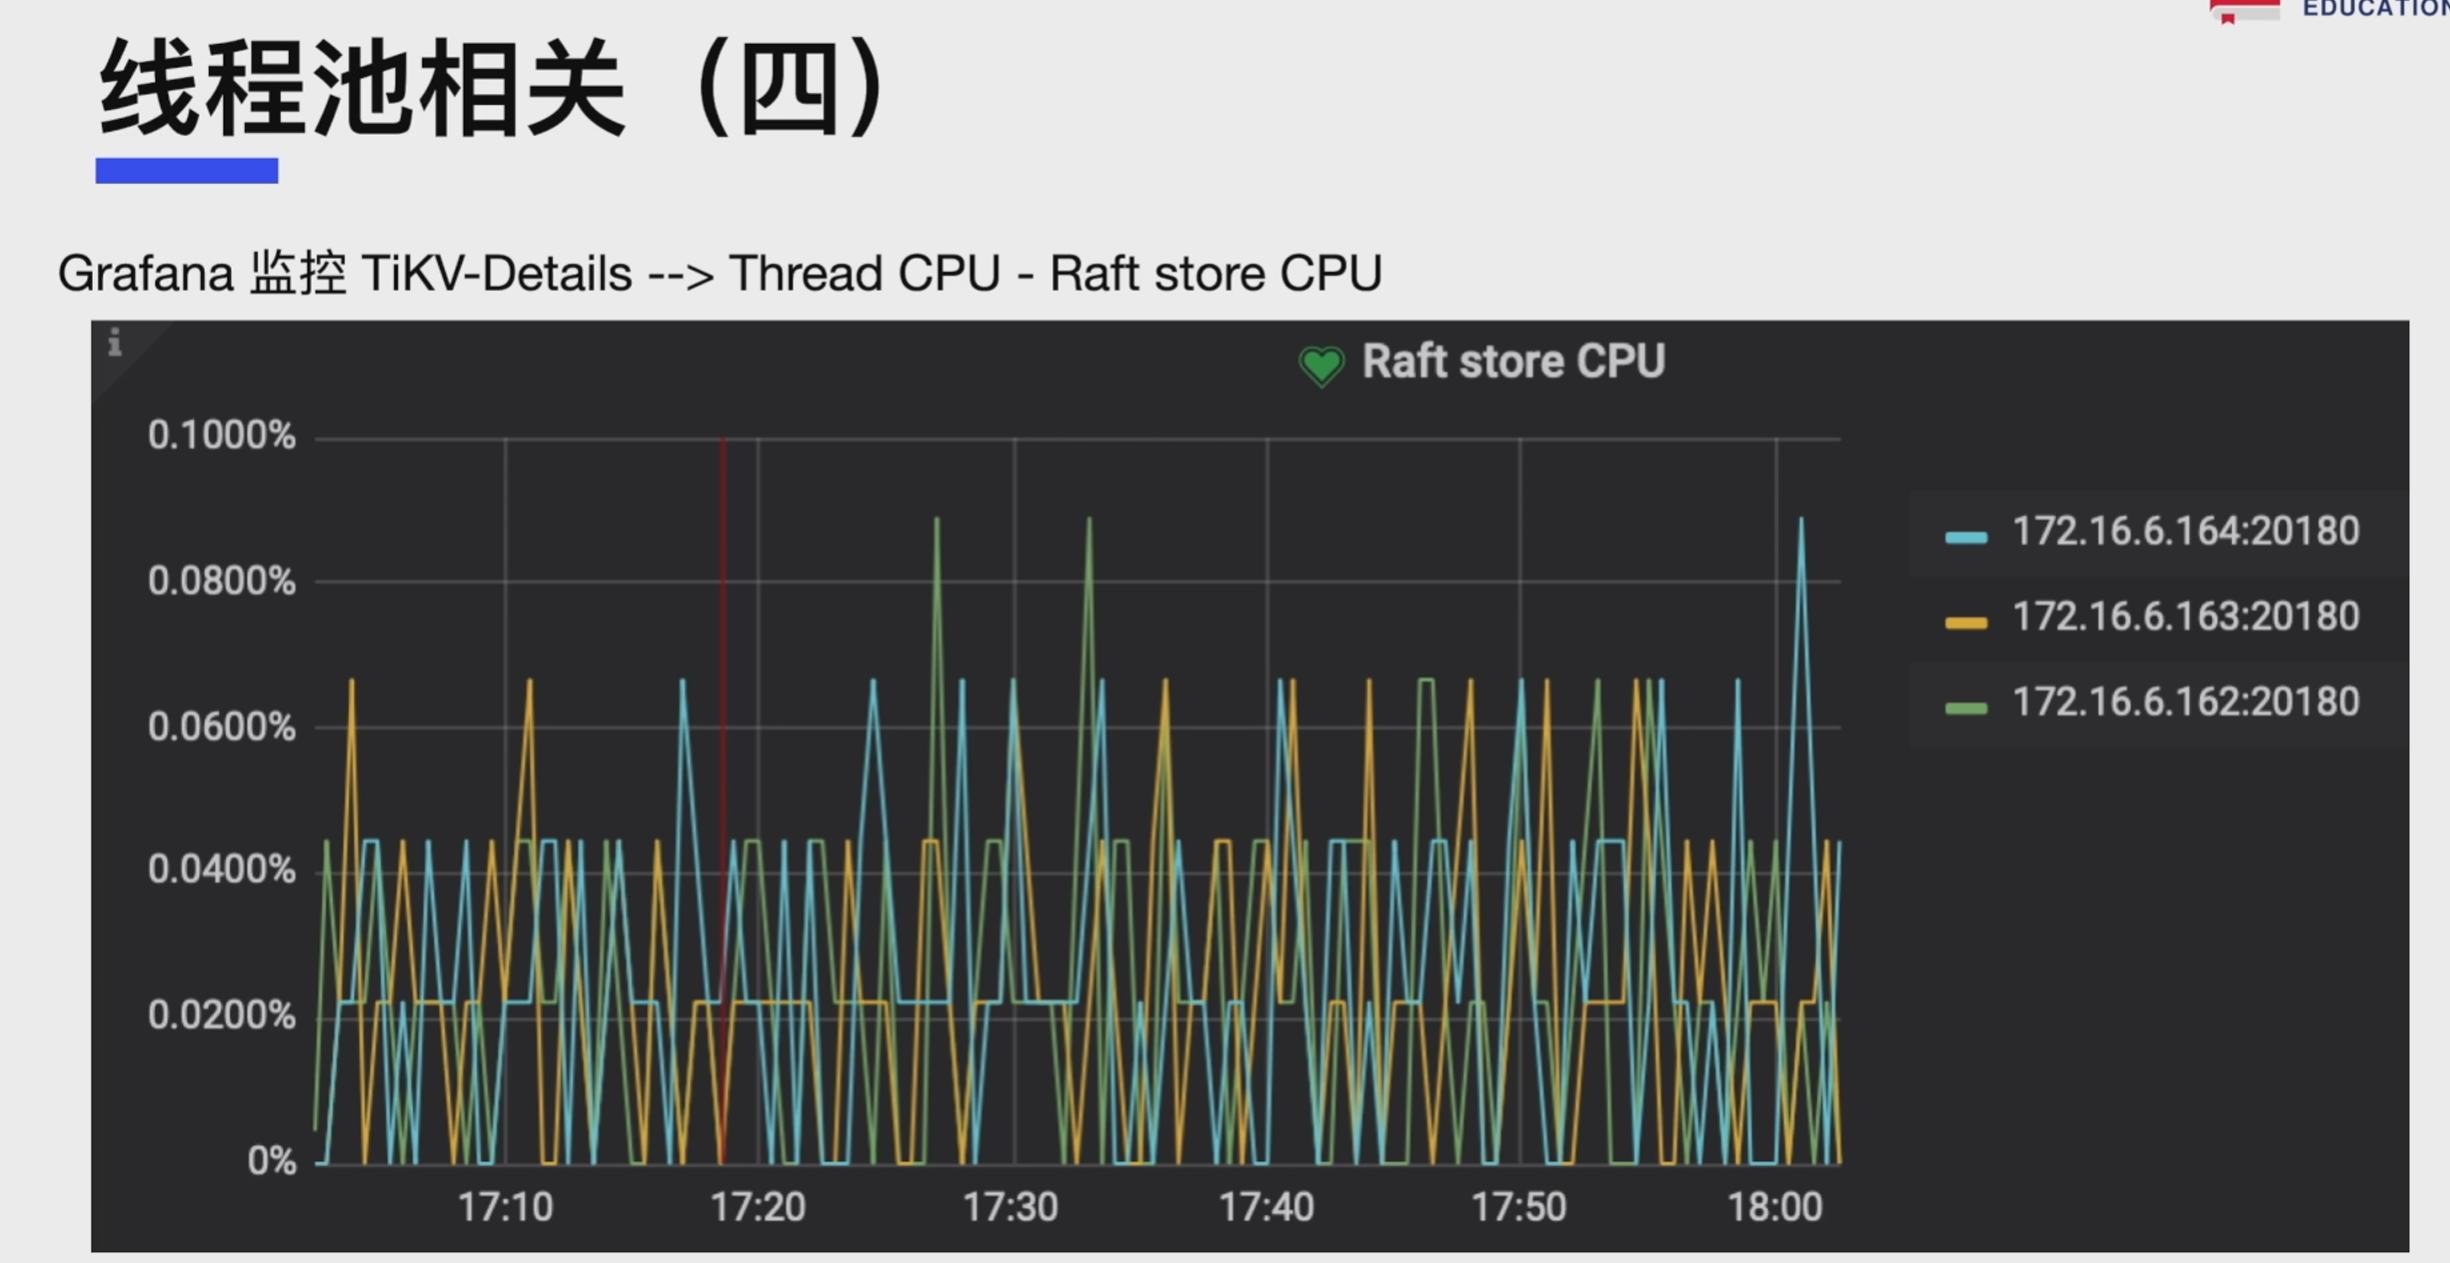 EDUCATION
线程池相关（四）
Grafana 监控 TiKV-Details --> Thread CPU - Raft store CPU
i
Raft store CPU
0.1000%
0.0800%
0.0600%
0.0400%
0.0200%
0%
17:10 17:20 17:30 17:40 17:50 18:00
172.16.6.164:20180
172.16.6.163:20180
172.16.6.162:20180